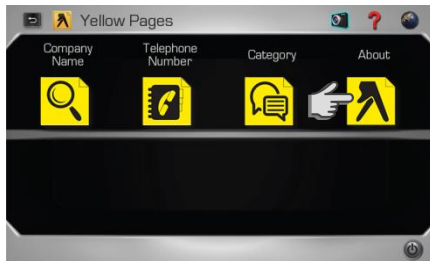 Yellow Pages
Company
Name
Telephone
Number
Category
About
?